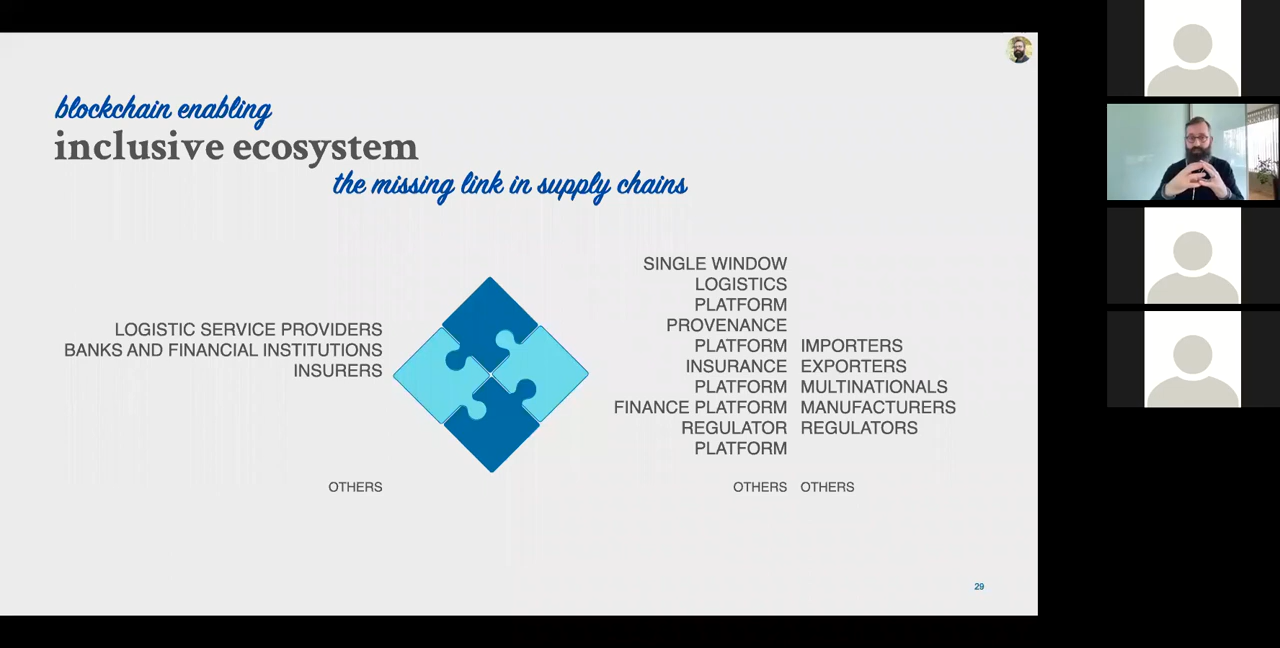 blockchain enabling
inclusive ecosystem
the missing link in supply chains
LOGISTIC SERVICE PROVIDERS
BANKS AND FINANCIAL INSTITUTIONS
INSURERS
OTHERS
SINGLE WINDOW
LOGISTICS
PLATFORM
PROVENANCE
PLATFORM
INSURANCE
PLATFORM
FINANCE PLATFORM
REGULATOR
PLATFORM
OTHERS
IMPORTERS
EXPORTERS
MULTINATIONALS
MANUFACTURERS
REGULATORS
OTHERS
29